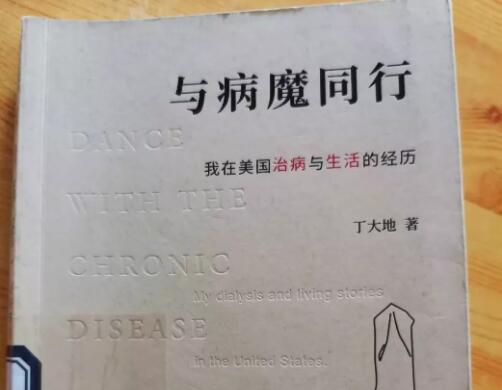 与病魔同行
DANCE
我在美国治病与生活的经历
WITH THE
丁大地 著
CHRONIC
My dialysis and living stories
DISEASE
in the United States.